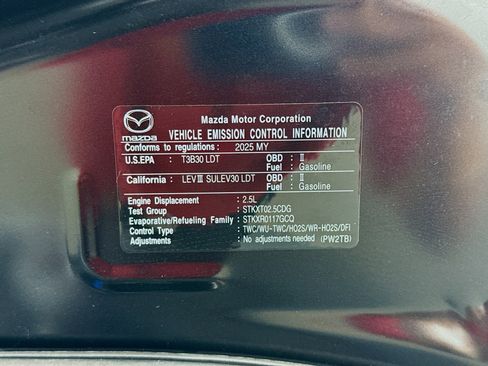 Mazda Motor Corporation
mazda VEHICLE EMISSION CONTROL INFORMATION
Conforms to regulations : 2025 MY
U.S.EPA : T3B30 LDT OBD : II
Fuel : Gasoline
California : LEV III SULEV30 LDT OBD : II
Fuel : Gasoline
Engine Displacement : 2.5L
Test Group : STKXT02.5CDG
Evaporative/Refueling Family : STKXR0117GCQ
Control Type : TWC/WU-TWC/HO2S/WR-HO2S/DFI
Adjustments : No adjustments needed (PW2TB)